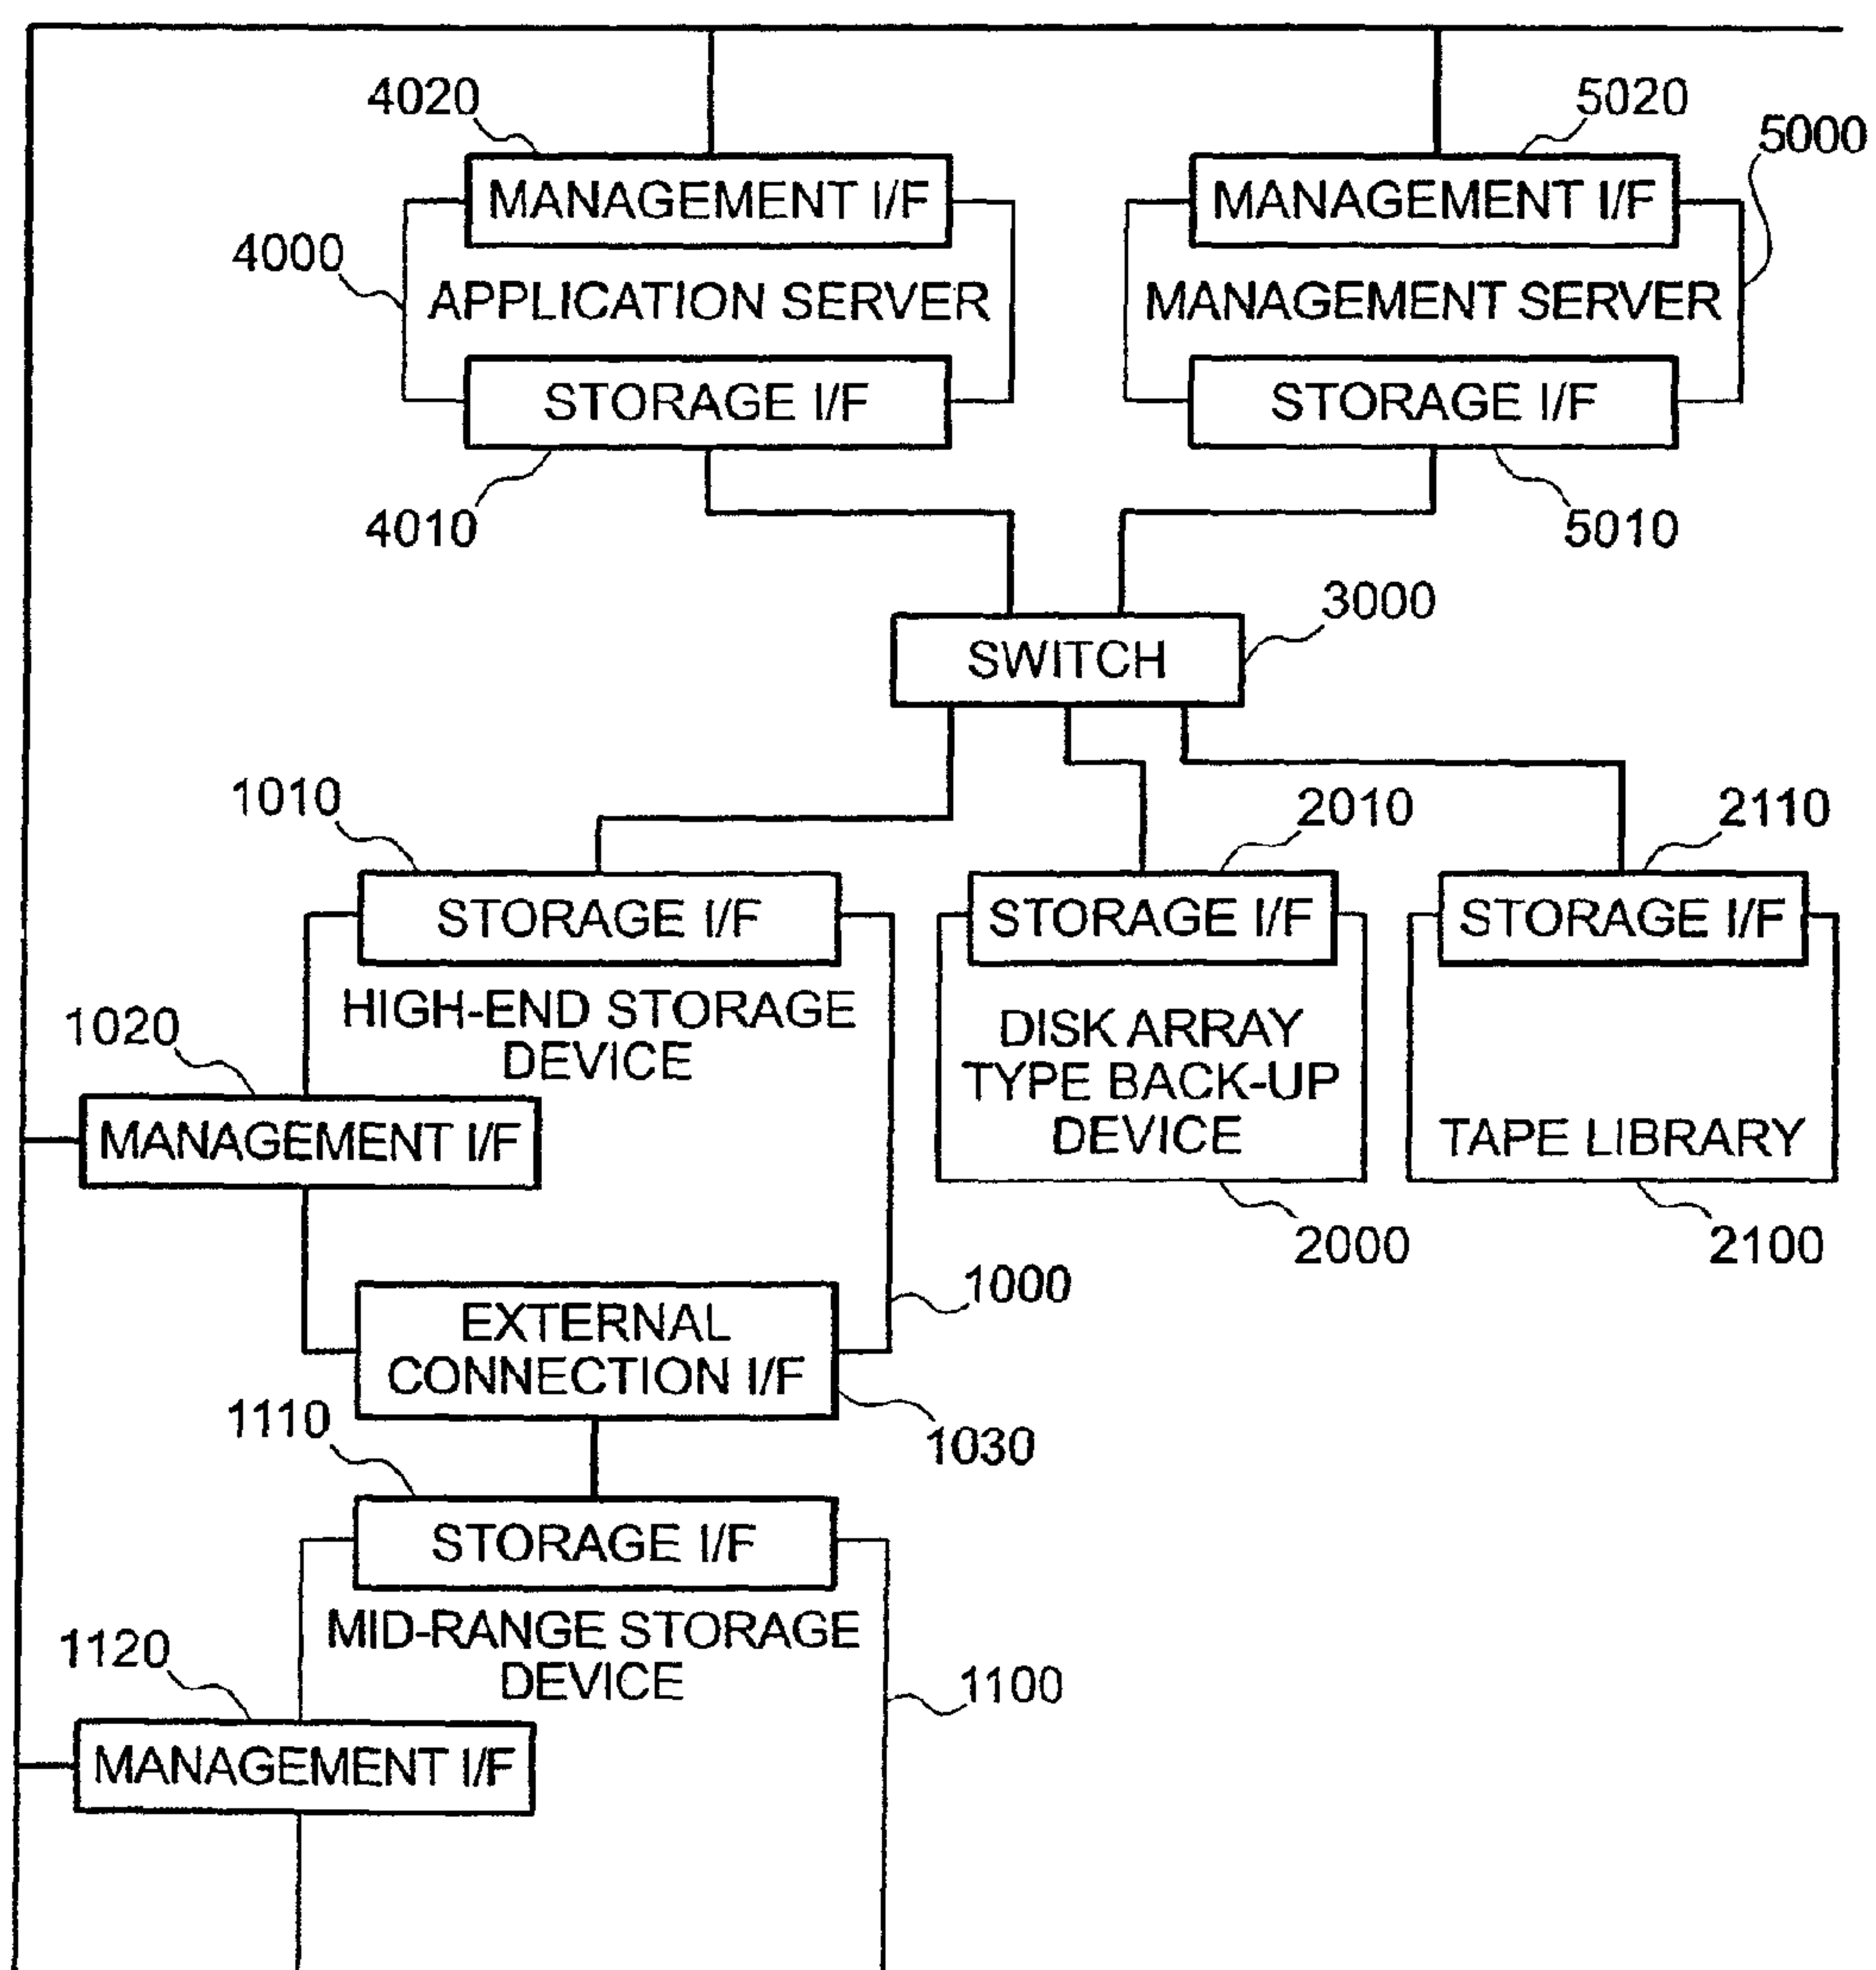 4020
5020
5000
MANAGEMENT I/F
MANAGEMENT I/F
4000
APPLICATION SERVER
MANAGEMENT SERVER
STORAGE I/F
STORAGE I/F
4010
5010
3000
SWITCH
1010
2010
2110
STORAGE I/F
STORAGE I/F
STORAGE I/F
HIGH-END STORAGE
DEVICE
1020
DISK ARRAY
TYPE BACK-UP
DEVICE
MANAGEMENT I/F
TAPE LIBRARY
2000
2100
1000
EXTERNAL
CONNECTION I/F
1110
1030
STORAGE I/F
MID-RANGE STORAGE
DEVICE
1120
1100
MANAGEMENT I/F